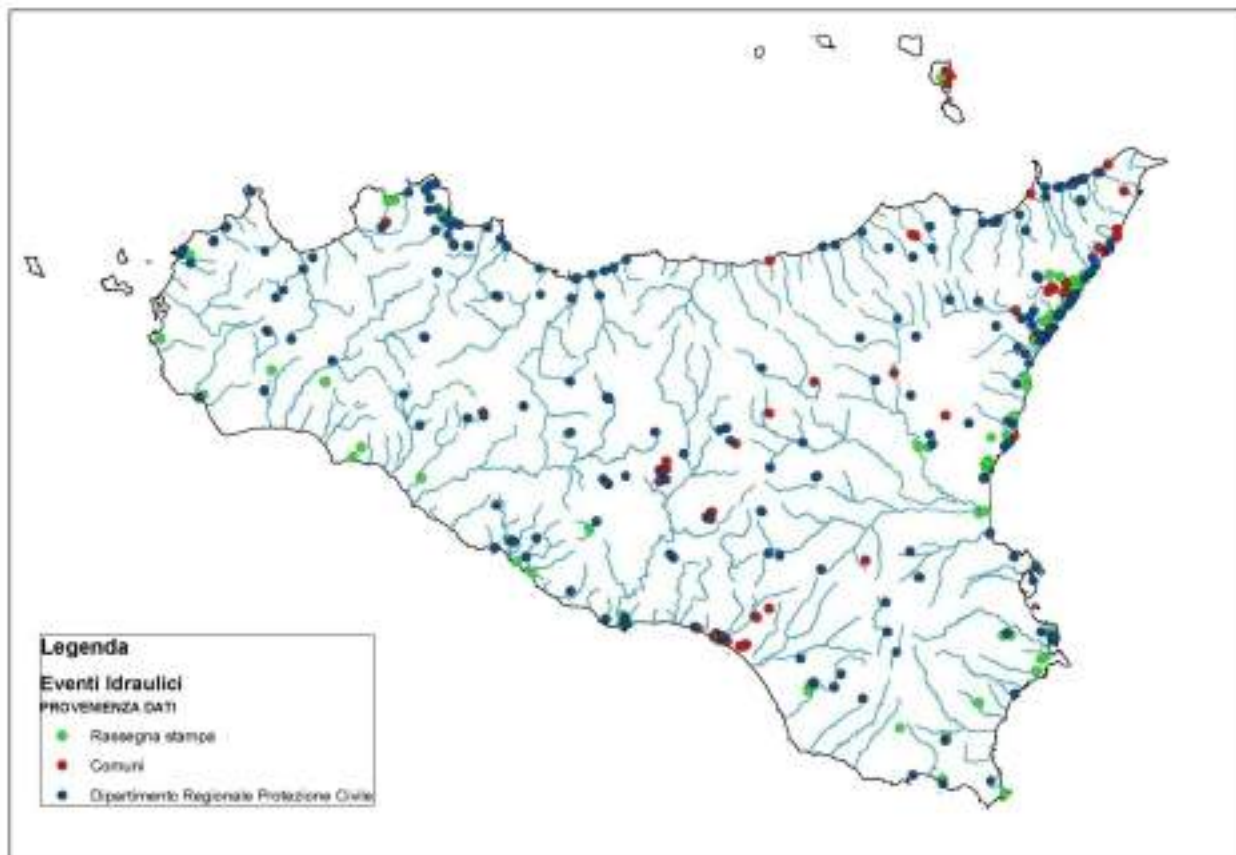 Legenda
Eventi Idraulici
PROVENIENZA DATI
Rassegna stampa
Comuni
Dipartimento Regionale Protezione Civile